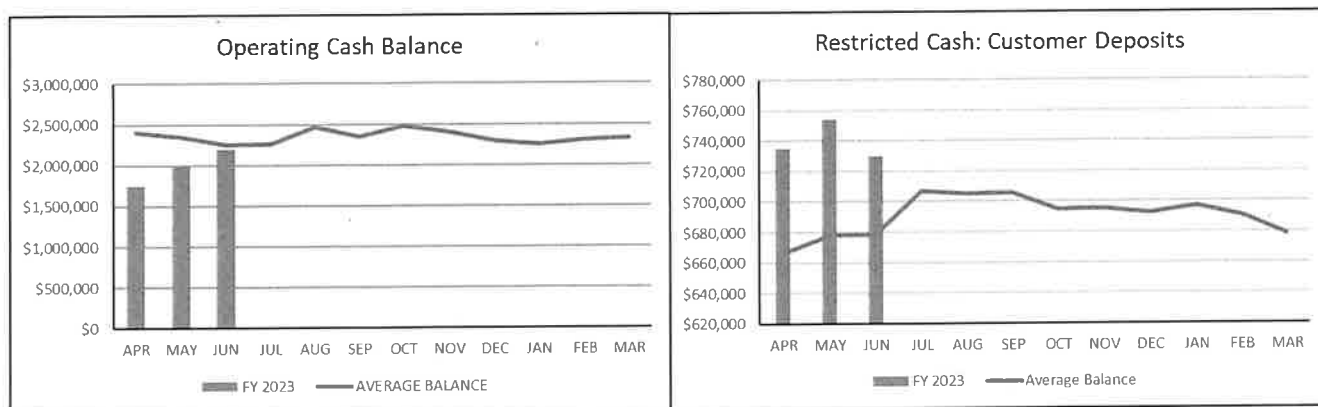 Operating Cash Balance
$3,000,000
$2,500,000
$2,000,000
$1,500,000
$1,000,000
$500,000
$0
APR MAY JUN JUL AUG SEP OCT NOV DEC JAN FEB MAR
FY 2023 AVERAGE BALANCE
Restricted Cash: Customer Deposits
$780,000
$760,000
$740,000
$720,000
$700,000
$680,000
$660,000
$640,000
$620,000
APR MAY JUN JUL AUG SEP OCT NOV DEC JAN FEB MAR
FY 2023 Average Balance